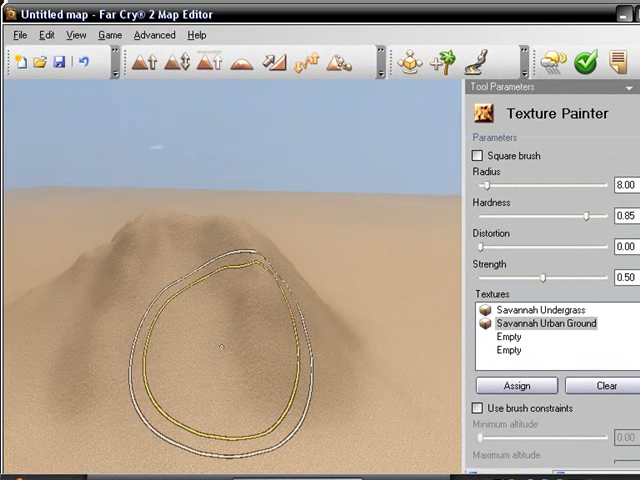 Untitled map - Far Cry® 2 Map Editor
File Edit View Game Advanced Help
Tool Parameters
Texture Painter
Parameters
Square brush
Radius
8.00
Hardness
0.85
Distortion
0.00
Strength
0.50
Textures
Savannah Undergrass
Savannah Urban Ground
Empty
Empty
Assign Clear
Use brush constraints
Minimum altitude
0.00
Maximum altitude